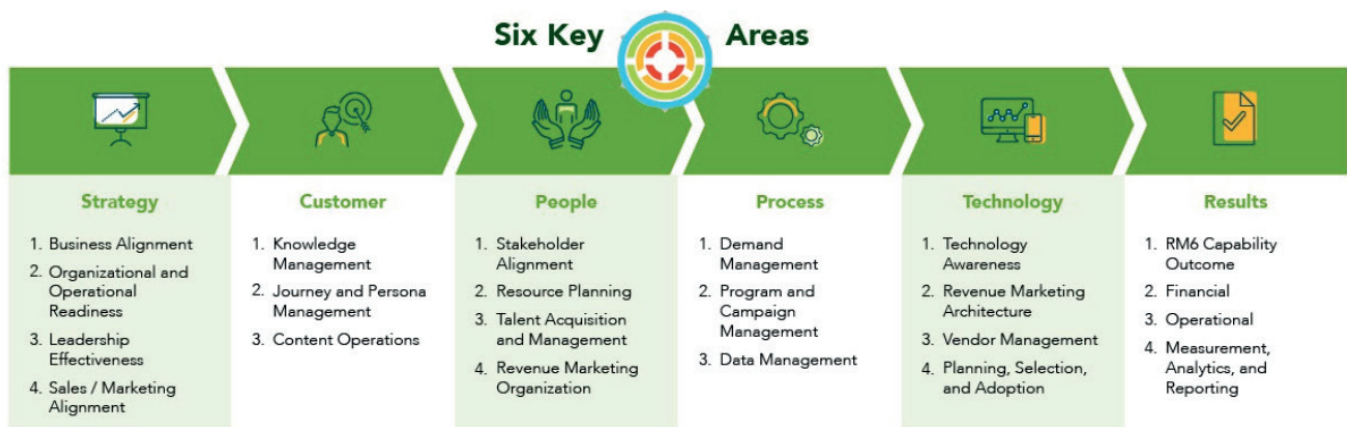 Six Key Areas
Strategy
1. Business Alignment
2. Organizational and
Operational
Readiness
3. Leadership
Effectiveness
4. Sales / Marketing
Alignment
Customer
1. Knowledge
Management
2. Journey and Persona
Management
3. Content Operations
People
1. Stakeholder
Alignment
2. Resource Planning
3. Talent Acquisition
and Management
4. Revenue Marketing
Organization
Process
1. Demand
Management
2. Program and
Campaign
Management
3. Data Management
Technology
1. Technology
Awareness
2. Revenue Marketing
Architecture
3. Vendor Management
4. Planning, Selection,
and Adoption
Results
1. RM6 Capability
Outcome
2. Financial
3. Operational
4. Measurement,
Analytics, and
Reporting